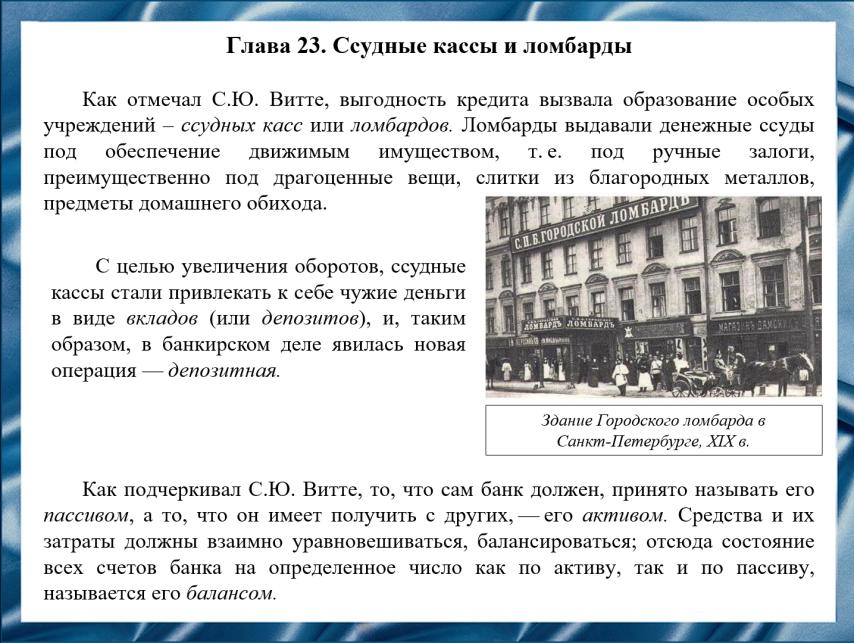 Глава 23. Ссудные кассы и ломбарды
Как отмечал С.Ю. Витте, выгодность кредита вызвала образование особых
учреждений – ссудных касс или ломбардов. Ломбарды выдавали денежные ссуды
под обеспечение движимым имуществом, т. е. под ручные залоги,
преимущественно под драгоценные вещи, слитки из благородных металлов,
предметы домашнего обихода.
С.П.Б. ГОРОДСКОЙ ЛОМБАРДЪ
ЛОМБАРДЪ ЛОМБАРДЪ
МАГАЗИНЪ ДАМСК
С целью увеличения оборотов, ссудные
кассы стали привлекать к себе чужие деньги
в виде вкладов (или депозитов), и, таким
образом, в банкирском деле явилась новая
операция — депозитная.
Здание Городского ломбарда в
Санкт-Петербурге, XIX в.
Как подчеркивал С.Ю. Витте, то, что сам банк должен, принято называть его
пассивом, а то, что он имеет получить с других, — его активом. Средства и их
затраты должны взаимно уравновешиваться, балансироваться; отсюда состояние
всех счетов банка на определенное число как по активу, так и по пассиву,
называется его балансом.